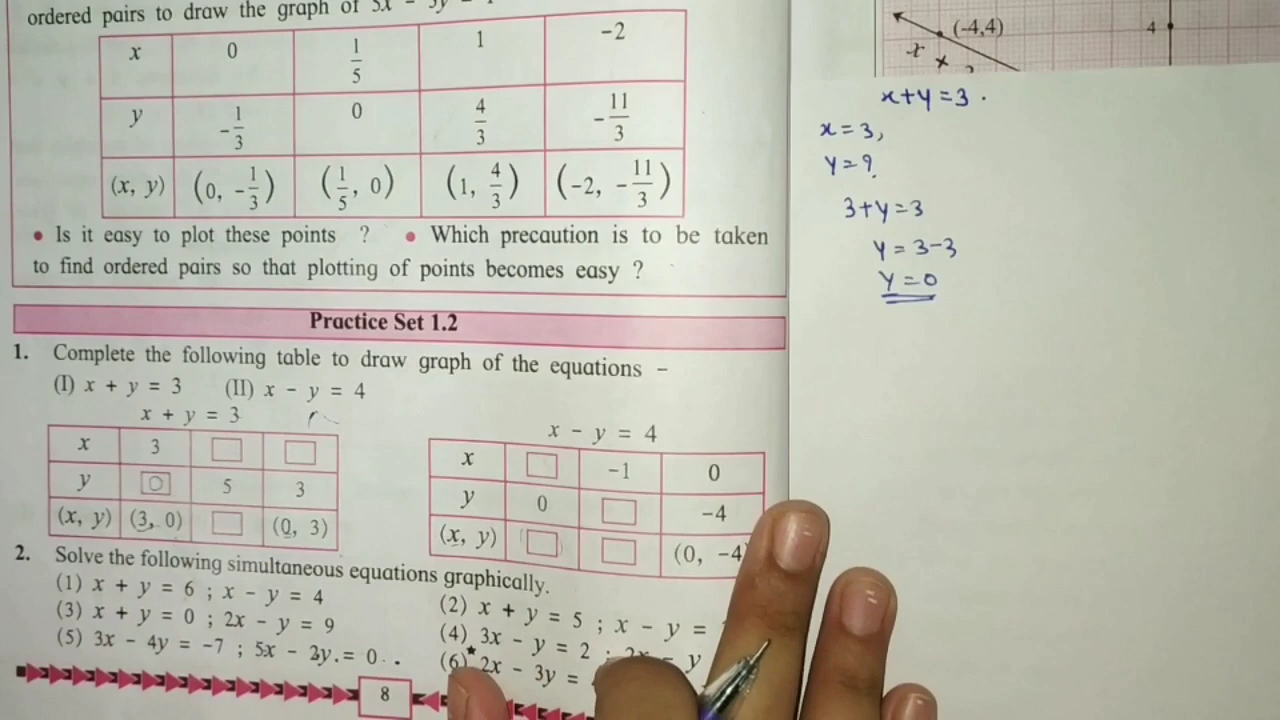 ordered pairs to draw the graph of 5x - 3y = 1
x 0 1/5 1 -2
y -1/3 0 4/3 -11/3
(x, y) (0, -1/3) (1/5, 0) (1, 4/3) (-2, -11/3)
• Is it easy to plot these points ? • Which precaution is to be taken
to find ordered pairs so that plotting of points becomes easy ?
Practice Set 1.2
1. Complete the following table to draw graph of the equations -
(I) x + y = 3 (II) x - y = 4
x + y = 3
x 3 □ □
y 0 5 3
(x, y) (3, 0) □ (0, 3)
x - y = 4
x □ -1 0
y 0 □ -4
(x, y) □ □ (0, -4)
2. Solve the following simultaneous equations graphically.
(1) x + y = 6 ; x - y = 4
(2) x + y = 5 ; x - y =
(3) x + y = 0 ; 2x - y = 9
(4) 3x - y = 2 ; 2x - y
(5) 3x - 4y = -7 ; 5x - 2y = 0
(6)* 2x - 3y =
8
(-4,4)
4
x
x+y=3.
x=3,
y=?
3+y=3
y=3-3
y=0